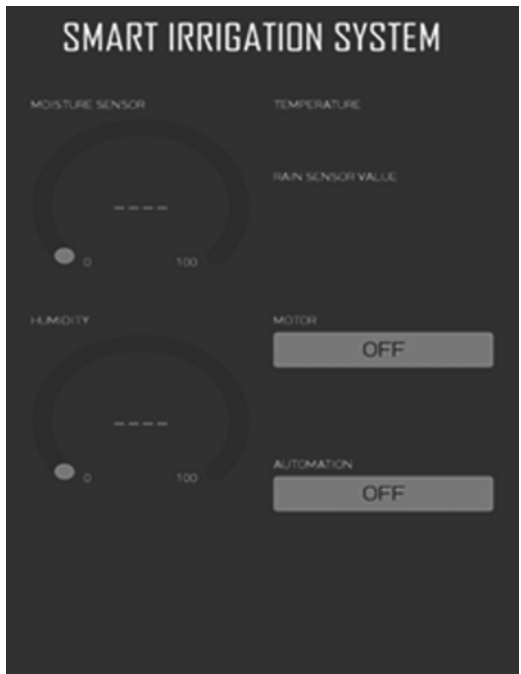 SMART IRRIGATION SYSTEM
MOISTURE SENSOR
----
0 100
TEMPERATURE
RAIN SENSOR VALUE
HUMIDITY
----
0 100
MOTOR
OFF
AUTOMATION
OFF